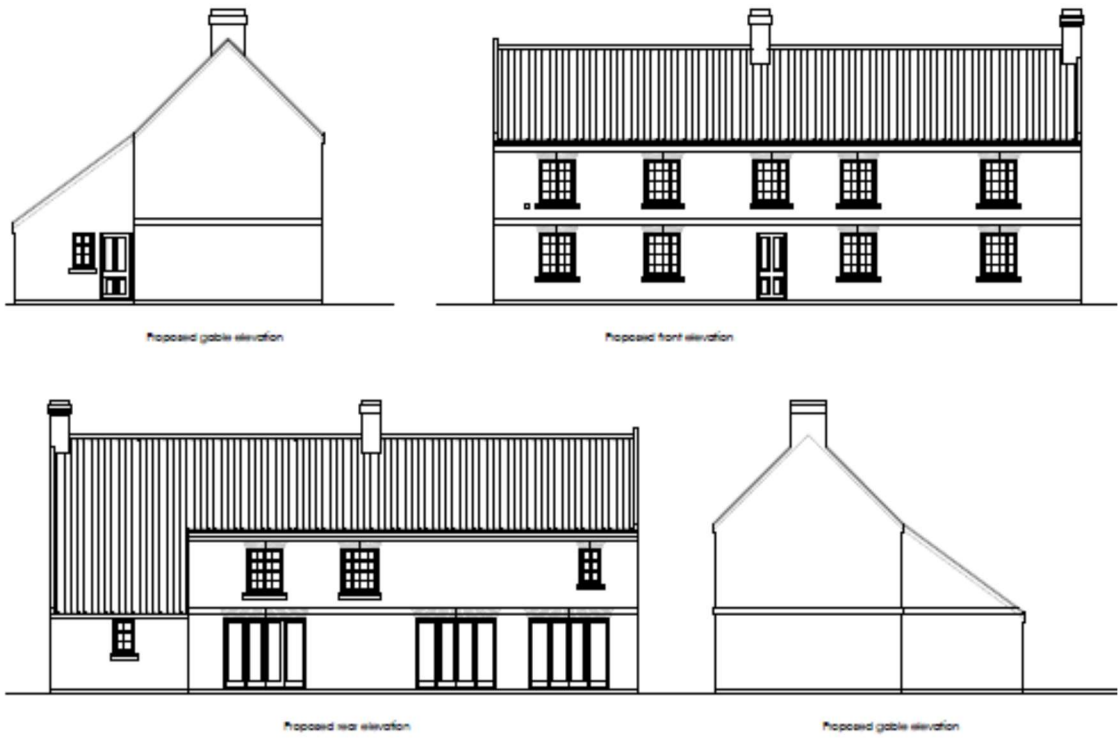 Proposed gable elevation
Proposed front elevation
Proposed rear elevation
Proposed gable elevation